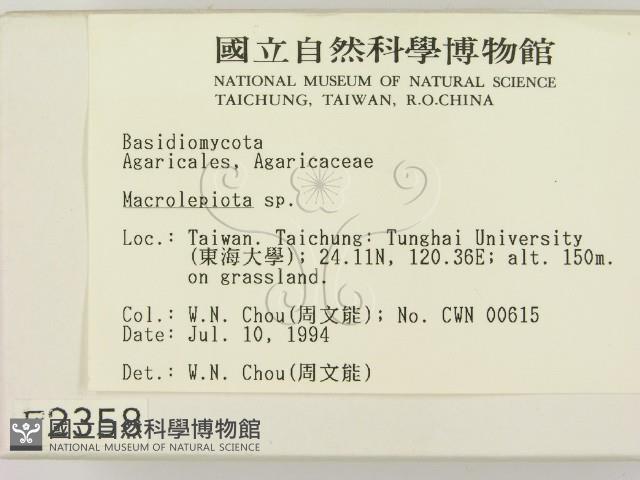 國立自然科學博物館
NATIONAL MUSEUM OF NATURAL SCIENCE
TAICHUNG, TAIWAN, R.O.CHINA
Basidiomycota
Agaricales, Agaricaceae
Macrolepiota sp.
Loc.: Taiwan. Taichung: Tunghai University
(東海大學); 24.11N, 120.36E; alt. 150m.
on grassland.
Col.: W.N. Chou(周文能); No. CWN 00615
Date: Jul. 10, 1994
Det.: W.N. Chou(周文能)
F2358
國立自然科學博物館
NATIONAL MUSEUM OF NATURAL SCIENCE